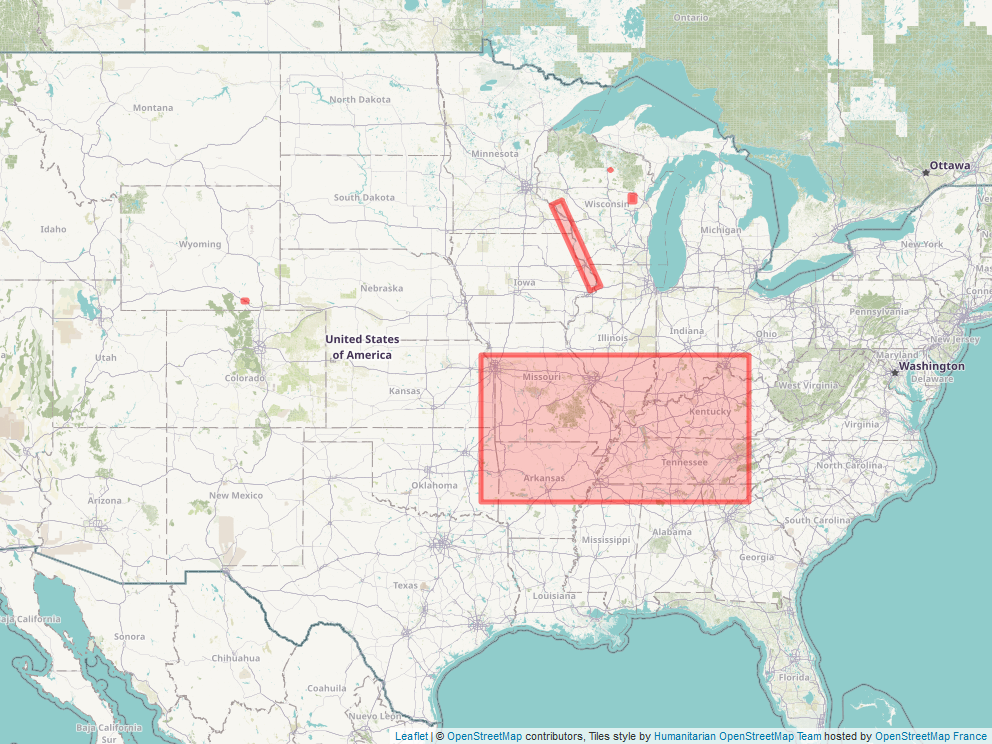 Ontario
Montana
North Dakota
Minnesota
Ottawa
Idaho
South Dakota
Wisconsin
Michigan
Wyoming
New York
Iowa
Nebraska
Pennsylvania
Illinois
Indiana
Ohio
New Jersey
United States
of America
Utah
Maryland
Washington
Delaware
Colorado
Missouri
West Virginia
Kansas
Kentucky
Virginia
Tennessee
North Carolina
Arkansas
Oklahoma
Arizona
New Mexico
South Carolina
Mississippi
Alabama
Georgia
Texas
Louisiana
aja California
Sonora
Chihuahua
Florida
Coahuila
Nuevo León
Baja California
Sur
Leaflet | © OpenStreetMap contributors, Tiles style by Humanitarian OpenStreetMap Team hosted by OpenStreetMap France